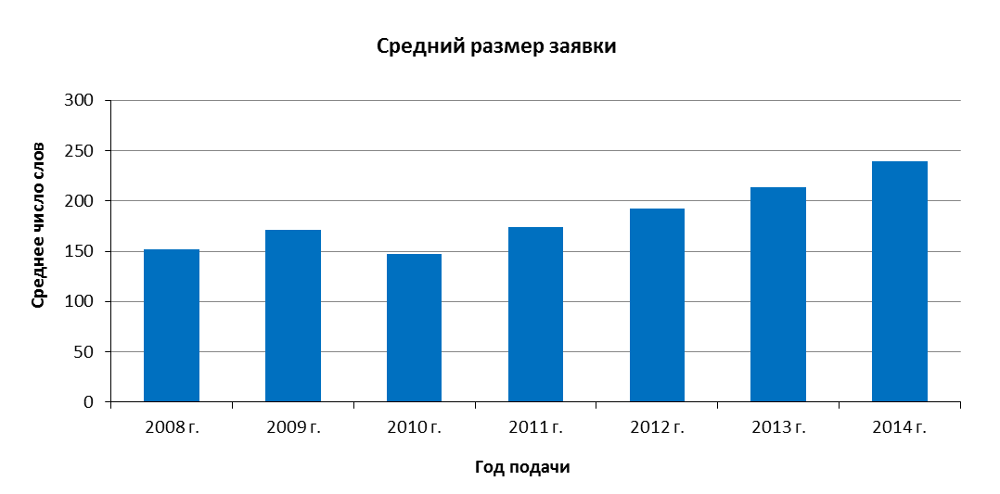 Средний размер заявки
Среднее число слов
300
250
200
150
100
50
0
2008 г. 2009 г. 2010 г. 2011 г. 2012 г. 2013 г. 2014 г.
Год подачи